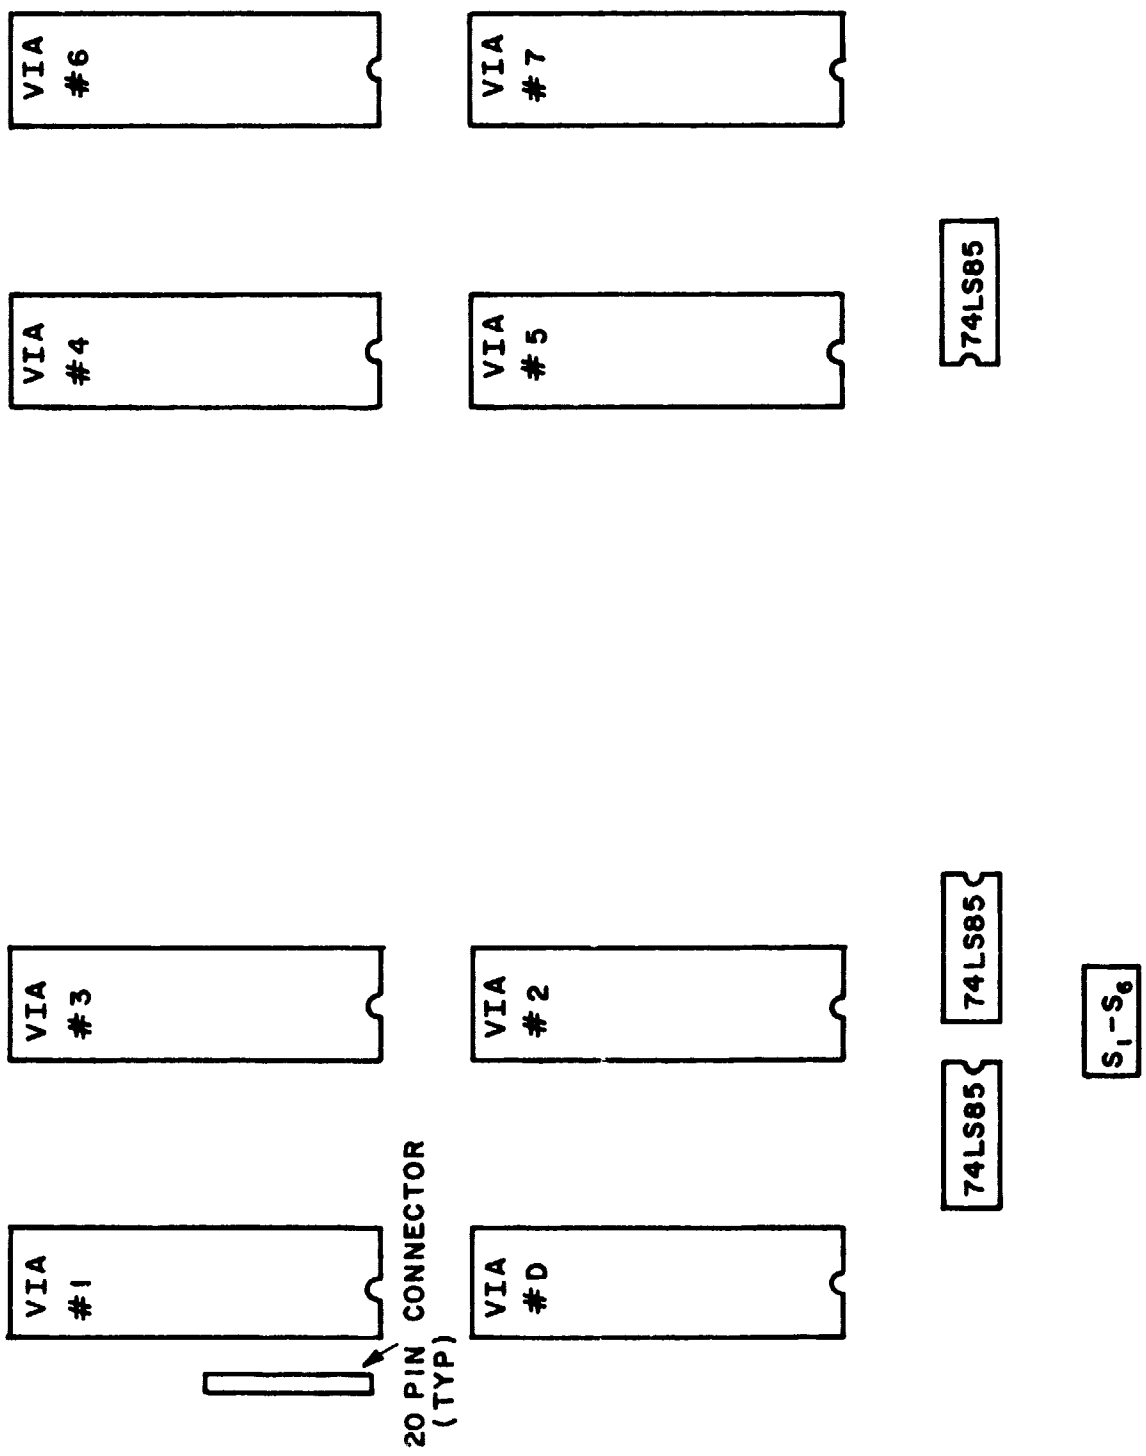 VIA
#1
VIA
#3
VIA
#4
VIA
#6
20 PIN CONNECTOR
(TYP)
VIA
#D
VIA
#2
VIA
#5
VIA
#7
74LS85
74LS85
74LS85
S₁-S₆